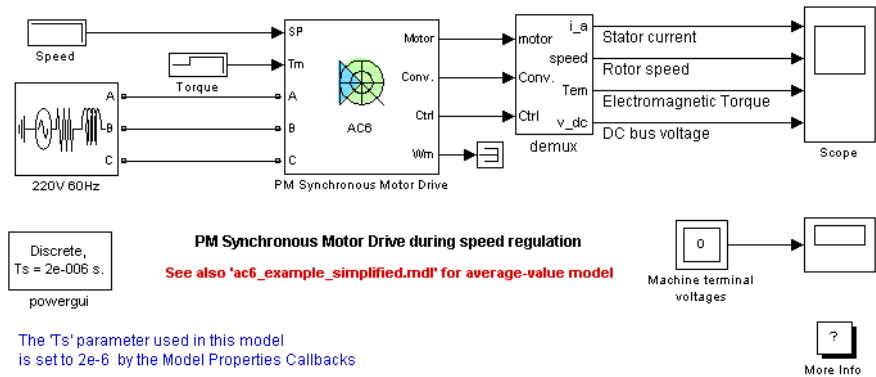 Speed
Torque
A
B
C
220V 60Hz
SP
Tm
A
B
C
Motor
Conv.
Ctrl
Wm
AC6
PM Synchronous Motor Drive
motor
Conv.
Ctrl
i_a
speed
Tem
v_dc
demux
Stator current
Rotor speed
Electromagnetic Torque
DC bus voltage
Scope
Discrete,
Ts = 2e-006 s.
powergui
PM Synchronous Motor Drive during speed regulation
See also 'ac6_example_simplified.mdl' for average-value model
0
Machine terminal
voltages
The 'Ts' parameter used in this model
is set to 2e-6 by the Model Properties Callbacks
?
More Info